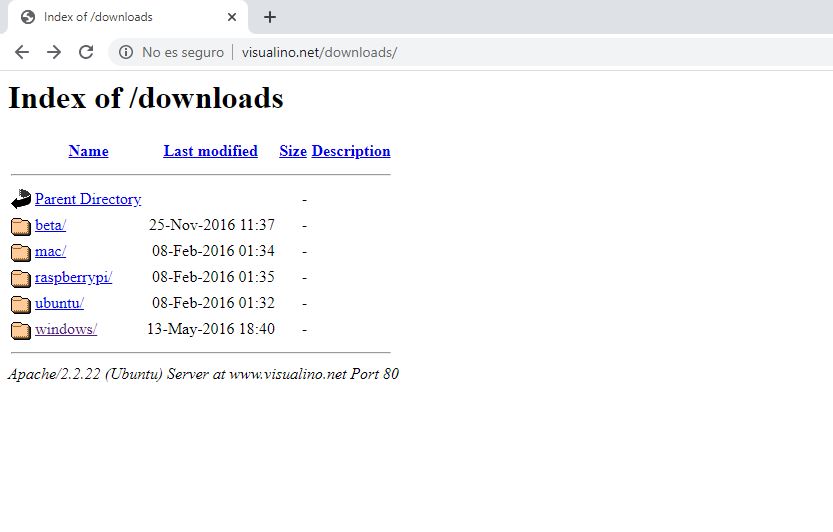 Index of /downloads
No es seguro | visualino.net/downloads/
Index of /downloads
Name Last modified Size Description
Parent Directory -
beta/ 25-Nov-2016 11:37 -
mac/ 08-Feb-2016 01:34 -
raspberrypi/ 08-Feb-2016 01:35 -
ubuntu/ 08-Feb-2016 01:32 -
windows/ 13-May-2016 18:40 -
Apache/2.2.22 (Ubuntu) Server at www.visualino.net Port 80